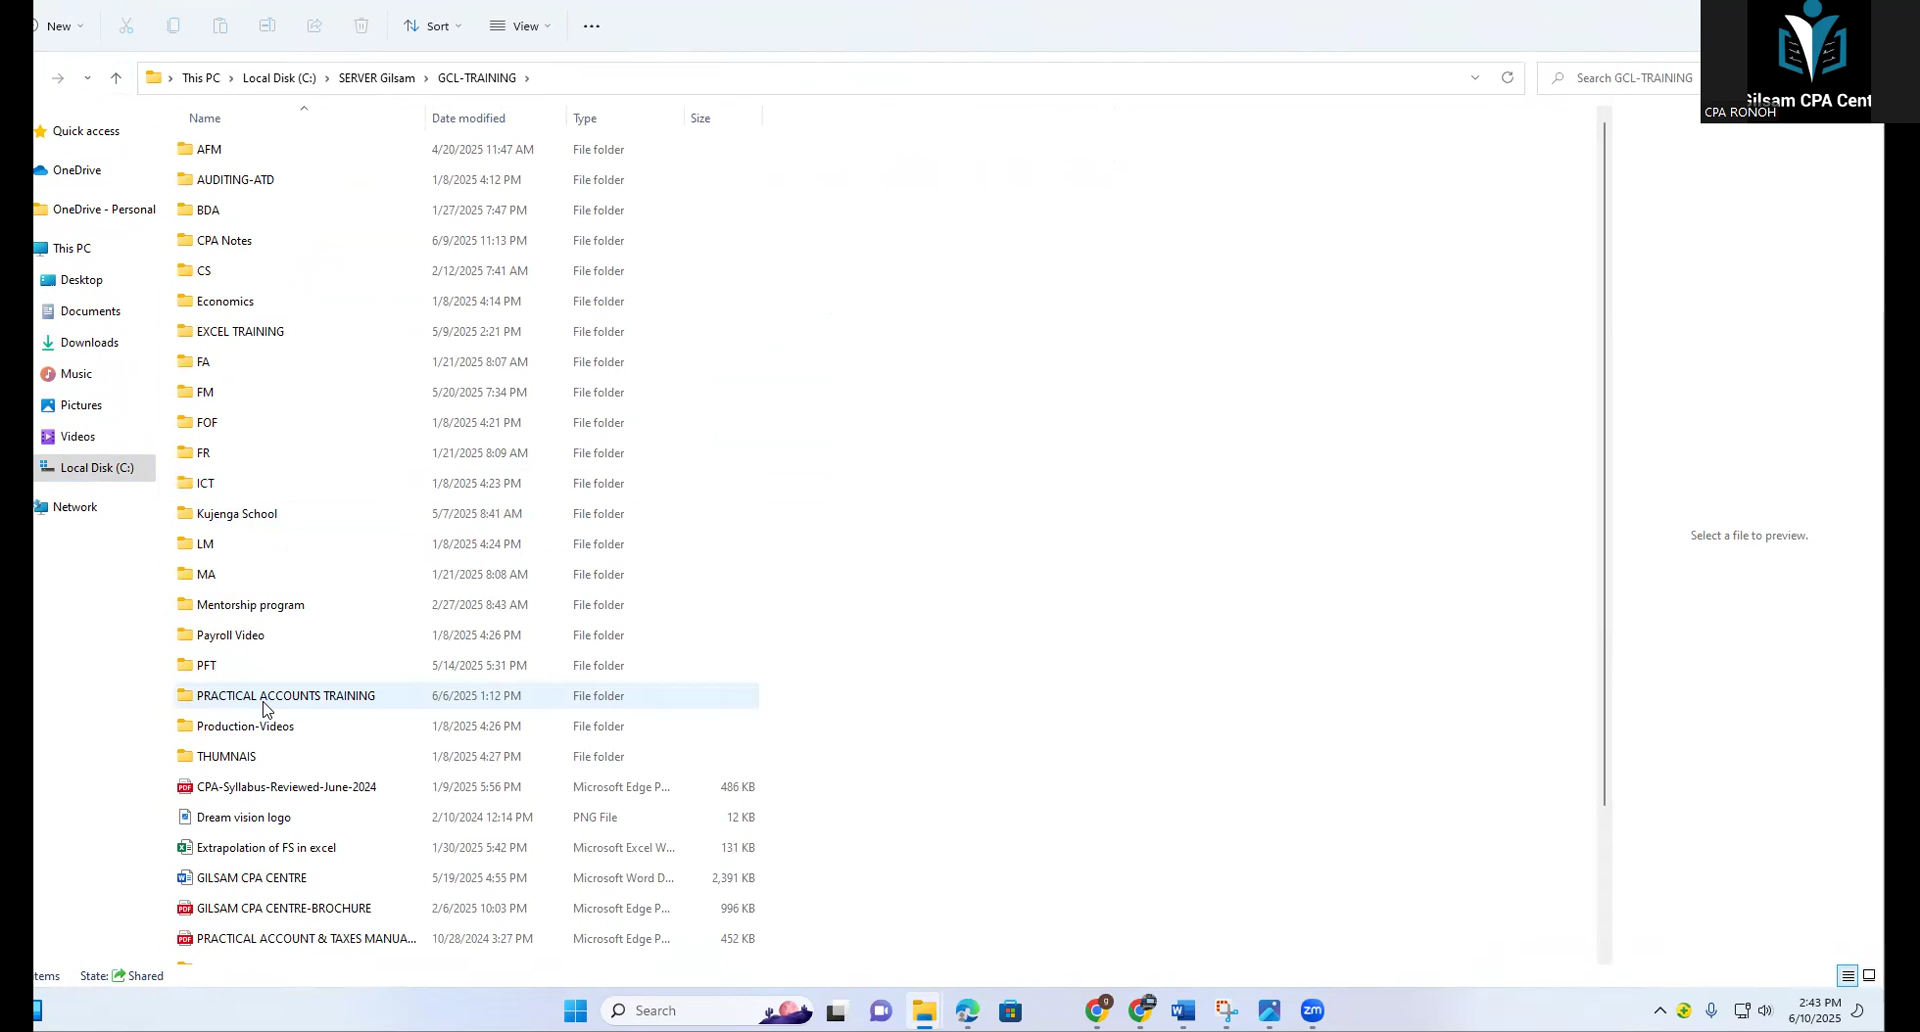 New
Sort
View
This PC
Local Disk (C:)
SERVER Gilsam
GCL-TRAINING
Search GCL-TRAINING
Gilsam CPA Cent
CPA RONOH
Quick access
OneDrive
OneDrive - Personal
This PC
Desktop
Documents
Downloads
Music
Pictures
Videos
Local Disk (C:)
Network
Name Date modified Type Size
AFM 4/20/2025 11:47 AM File folder
AUDITING-ATD 1/8/2025 4:12 PM File folder
BDA 1/27/2025 7:47 PM File folder
CPA Notes 6/9/2025 11:13 PM File folder
CS 2/12/2025 7:41 AM File folder
Economics 1/8/2025 4:14 PM File folder
EXCEL TRAINING 5/9/2025 2:21 PM File folder
FA 1/21/2025 8:07 AM File folder
FM 5/20/2025 7:34 PM File folder
FOF 1/8/2025 4:21 PM File folder
FR 1/21/2025 8:09 AM File folder
ICT 1/8/2025 4:23 PM File folder
Kujenga School 5/7/2025 8:41 AM File folder
LM 1/8/2025 4:24 PM File folder
MA 1/21/2025 8:08 AM File folder
Mentorship program 2/27/2025 8:43 AM File folder
Payroll Video 1/8/2025 4:26 PM File folder
PFT 5/14/2025 5:31 PM File folder
PRACTICAL ACCOUNTS TRAINING 6/6/2025 1:12 PM File folder
Production-Videos 1/8/2025 4:26 PM File folder
THUMNAIS 1/8/2025 4:27 PM File folder
CPA-Syllabus-Reviewed-June-2024 1/9/2025 5:56 PM Microsoft Edge P... 486 KB
Dream vision logo 2/10/2024 12:14 PM PNG File 12 KB
Extrapolation of FS in excel 1/30/2025 5:42 PM Microsoft Excel W... 131 KB
GILSAM CPA CENTRE 5/19/2025 4:55 PM Microsoft Word D... 2,391 KB
GILSAM CPA CENTRE-BROCHURE 2/6/2025 10:03 PM Microsoft Edge P... 996 KB
PRACTICAL ACCOUNT & TAXES MANUA... 10/28/2024 3:27 PM Microsoft Edge P... 452 KB
Select a file to preview.
tems State: Shared
Search
2:43 PM
6/10/2025